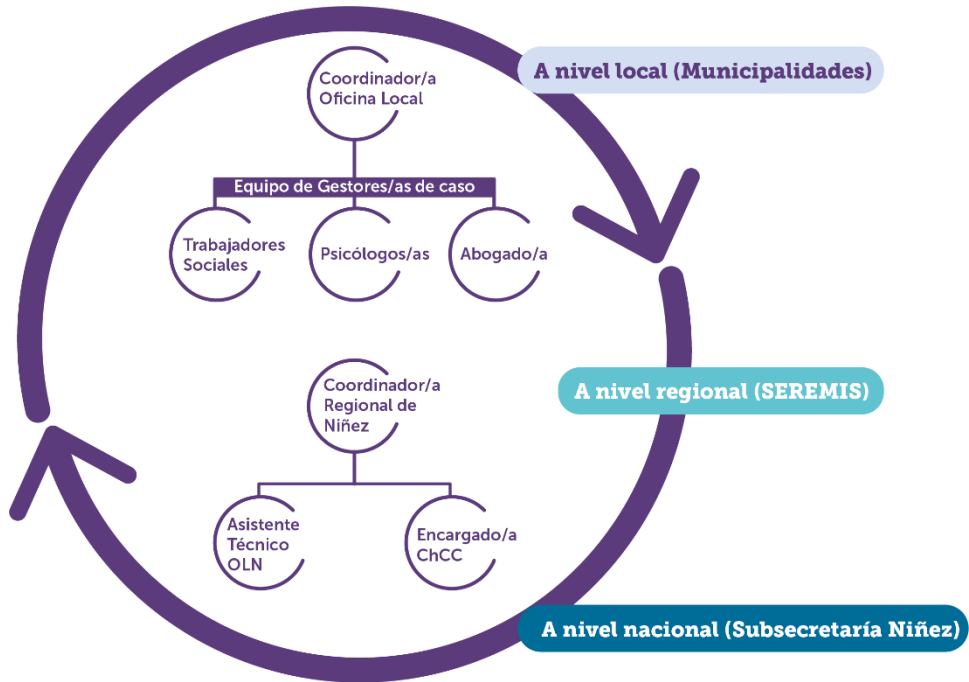 A nivel local (Municipalidades)
Coordinador/a
Oficina Local
Equipo de Gestores/as de caso
Trabajadores
Sociales
Psicólogos/as
Abogado/a
A nivel regional (SEREMIS)
Coordinador/a
Regional de
Niñez
Asistente
Técnico
OLN
Encargado/a
ChCC
A nivel nacional (Subsecretaría Niñez)